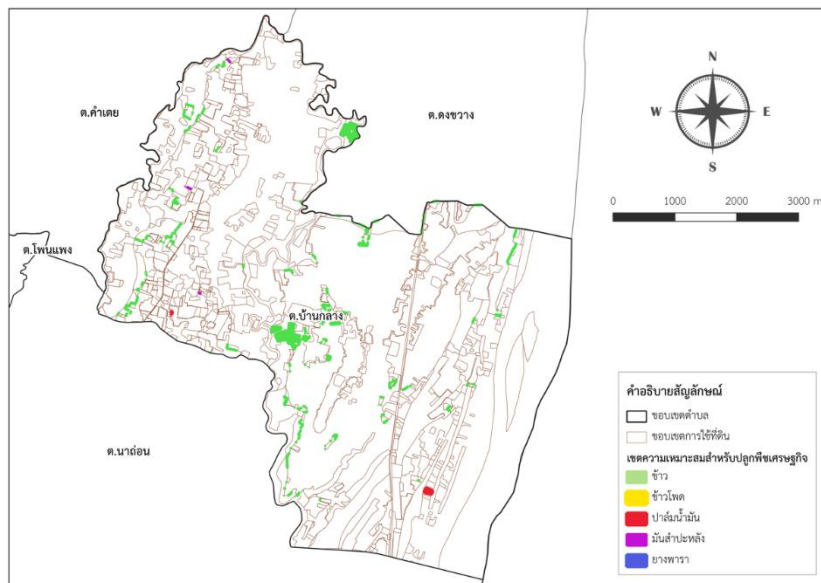 N
W E
S
0 1000 2000 3000 m
ต.คำเตย
ต.ดงขวาง
ต.โพนแพง
ต.บ้านกลาง
ต.นาถ่อน
คำอธิบายสัญลักษณ์
ขอบเขตตำบล
ขอบเขตการใช้ที่ดิน
เขตความเหมาะสมสำหรับปลูกพืชเศรษฐกิจ
ข้าว
ข้าวโพด
ปาล์มน้ำมัน
มันสำปะหลัง
ยางพารา